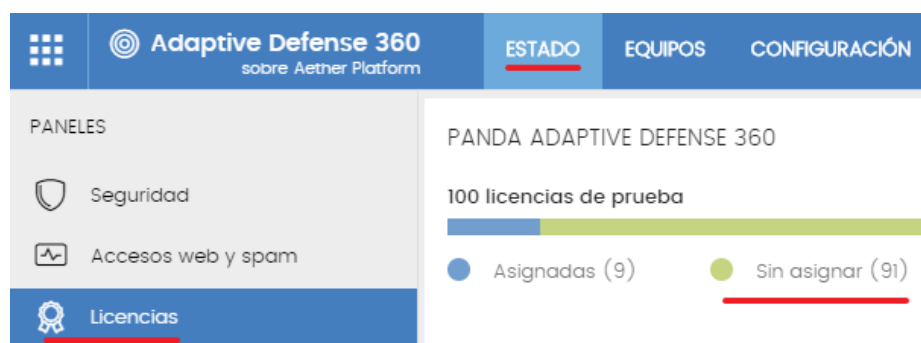 Adaptive Defense 360
sobre Aether Platform
ESTADO
EQUIPOS
CONFIGURACIÓN
PANELES
Seguridad
Accesos web y spam
Licencias
PANDA ADAPTIVE DEFENSE 360
100 licencias de prueba
Asignadas (9)
Sin asignar (91)